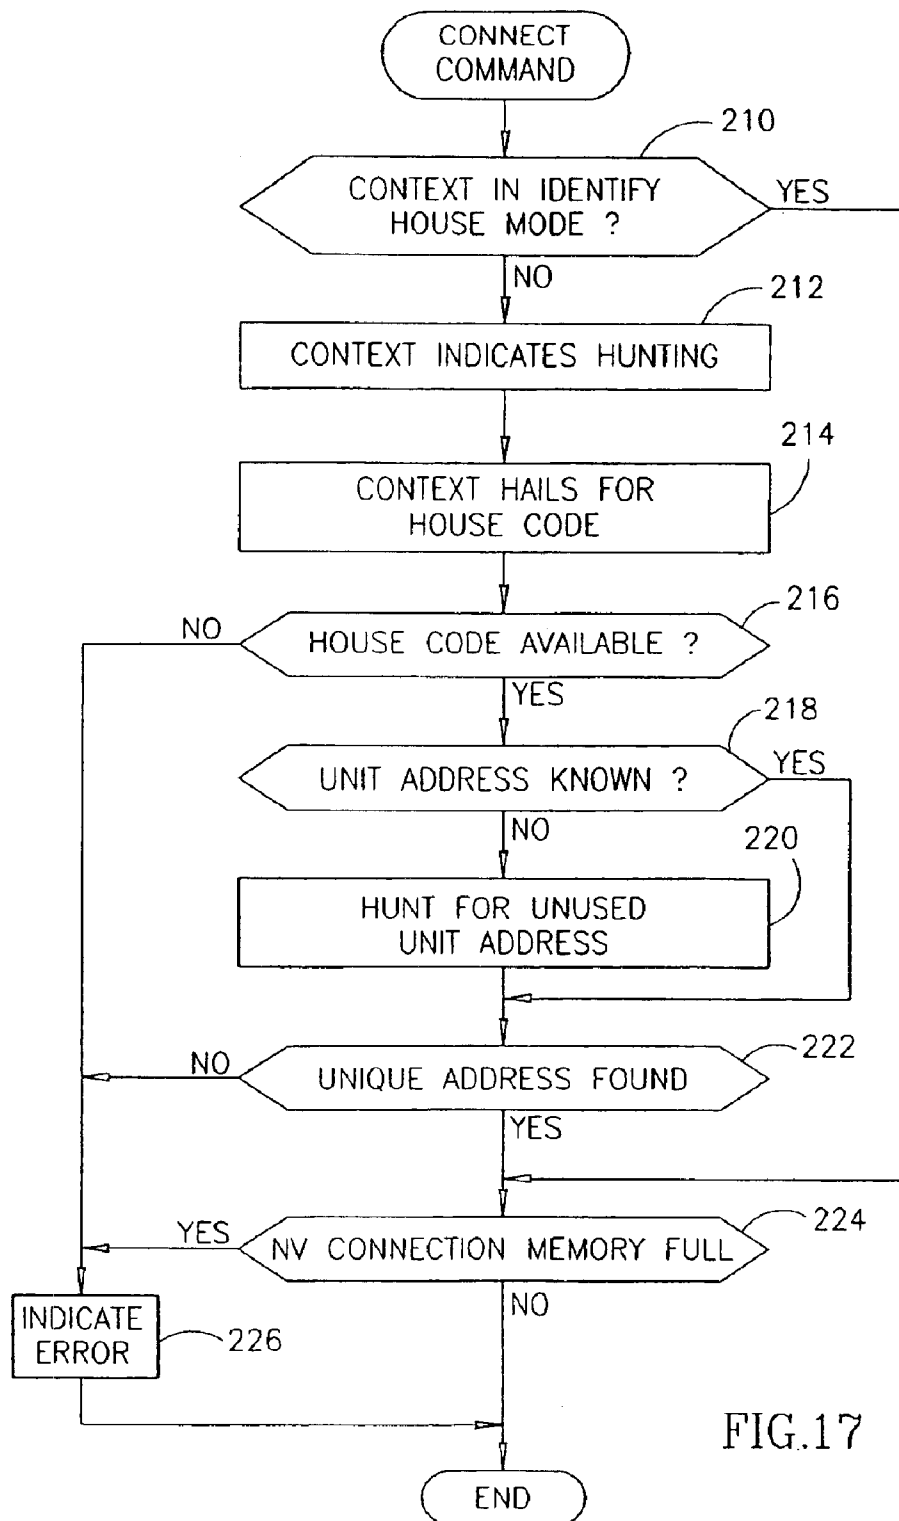 CONNECT
COMMAND
210
CONTEXT IN IDENTIFY
HOUSE MODE ?
YES
NO
212
CONTEXT INDICATES HUNTING
214
CONTEXT HAILS FOR
HOUSE CODE
216
NO
HOUSE CODE AVAILABLE ?
YES
218
UNIT ADDRESS KNOWN ?
YES
NO
220
HUNT FOR UNUSED
UNIT ADDRESS
222
NO
UNIQUE ADDRESS FOUND
YES
224
YES
NV CONNECTION MEMORY FULL
NO
INDICATE
ERROR
226
FIG.17
END